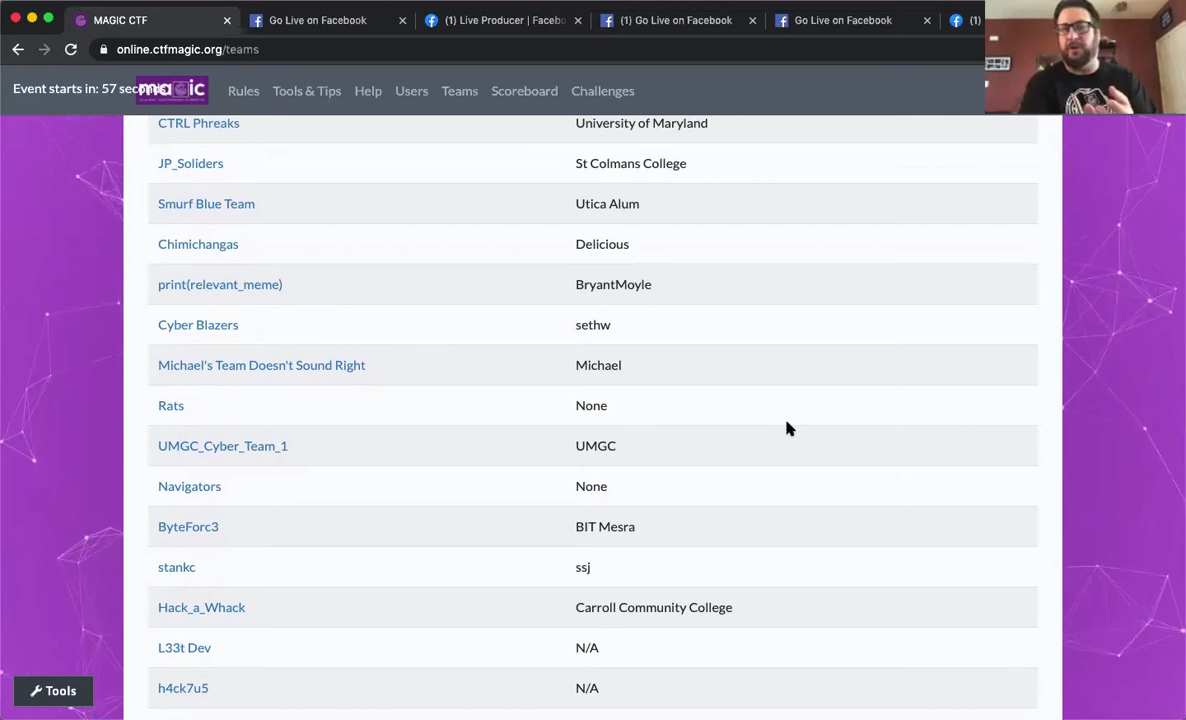 MAGIC CTF
Go Live on Facebook
(1) Live Producer | Facebo
(1) Go Live on Facebook
Go Live on Facebook
(1)
online.ctfmagic.org/teams
Event starts in: 57 seconds
magic
Rules Tools & Tips Help Users Teams Scoreboard Challenges
CTRL Phreaks University of Maryland
JP_Soliders St Colmans College
Smurf Blue Team Utica Alum
Chimichangas Delicious
print(relevant_meme) BryantMoyle
Cyber Blazers sethw
Michael's Team Doesn't Sound Right Michael
Rats None
UMGC_Cyber_Team_1 UMGC
Navigators None
ByteForc3 BIT Mesra
stankc ssj
Hack_a_Whack Carroll Community College
L33t Dev N/A
h4ck7u5 N/A
Tools